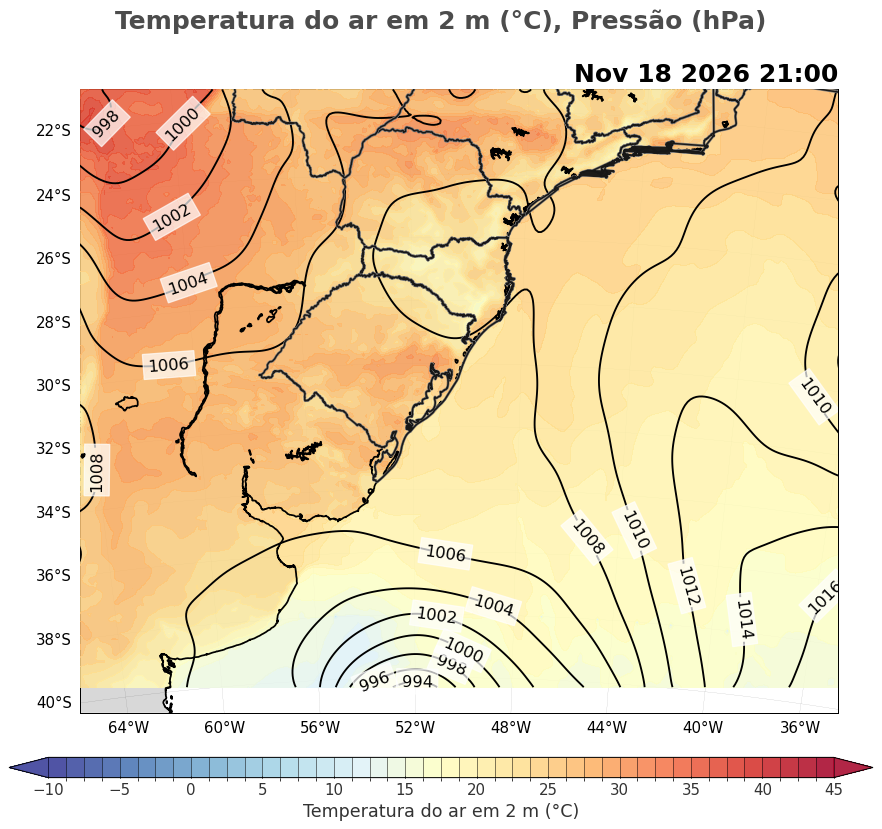 Temperatura do ar em 2 m (°C), Pressão (hPa)
Nov 18 2026 21:00
998
1000
1002
1004
1006
1008
1010
1006
1004
1002
1000
998
996
994
1008
1010
1012
1014
1016
22°S
24°S
26°S
28°S
30°S
32°S
34°S
36°S
38°S
40°S
64°W 60°W 56°W 52°W 48°W 44°W 40°W 36°W
−10 −5 0 5 10 15 20 25 30 35 40 45
Temperatura do ar em 2 m (°C)